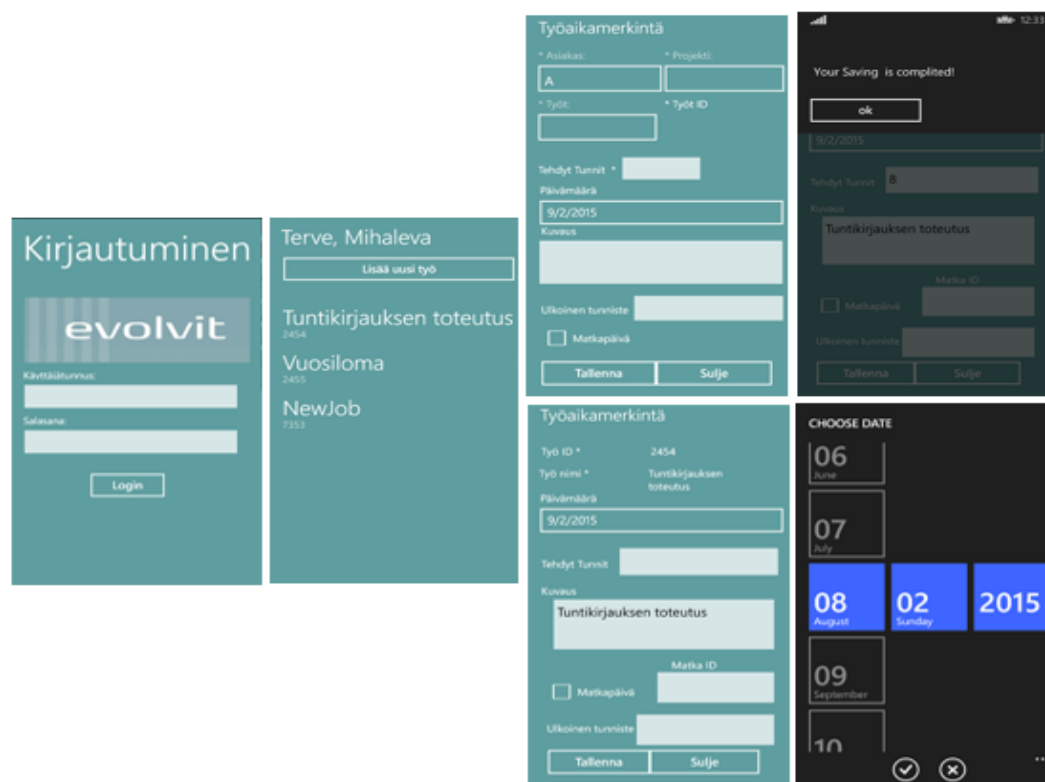 Kirjautuminen
evolvit
Käyttäjätunnus:
Salasana:
Login
Terve, Mihaleva
Lisää uusi työ
Tuntikirjauksen toteutus
2454
Vuosiloma
2455
NewJob
7353
Työaikamerkintä
* Asiakas: * Projekti:
A
* Työt: * Työt ID
Tehdyt Tunnit *
Päivämäärä
9/2/2015
Kuvaus
Ulkoinen tunniste
Matkapäivä
Tallenna Sulje
12:33
Your Saving is complited!
ok
9/2/2015
Tehdyt Tunnit 8
Kuvaus
Tuntikirjauksen toteutus
Matka ID
Matkapäivä
Ulkoinen tunniste
Tallenna Sulje
Työaikamerkintä
Työ ID * 2454
Työ nimi * Tuntikirjauksen
toteutus
Päivämäärä
9/2/2015
Tehdyt Tunnit
Kuvaus
Tuntikirjauksen toteutus
Matka ID
Matkapäivä
Ulkoinen tunniste
Tallenna Sulje
CHOOSE DATE
06
June
07
July
08 02 2015
August Sunday
09
September
10